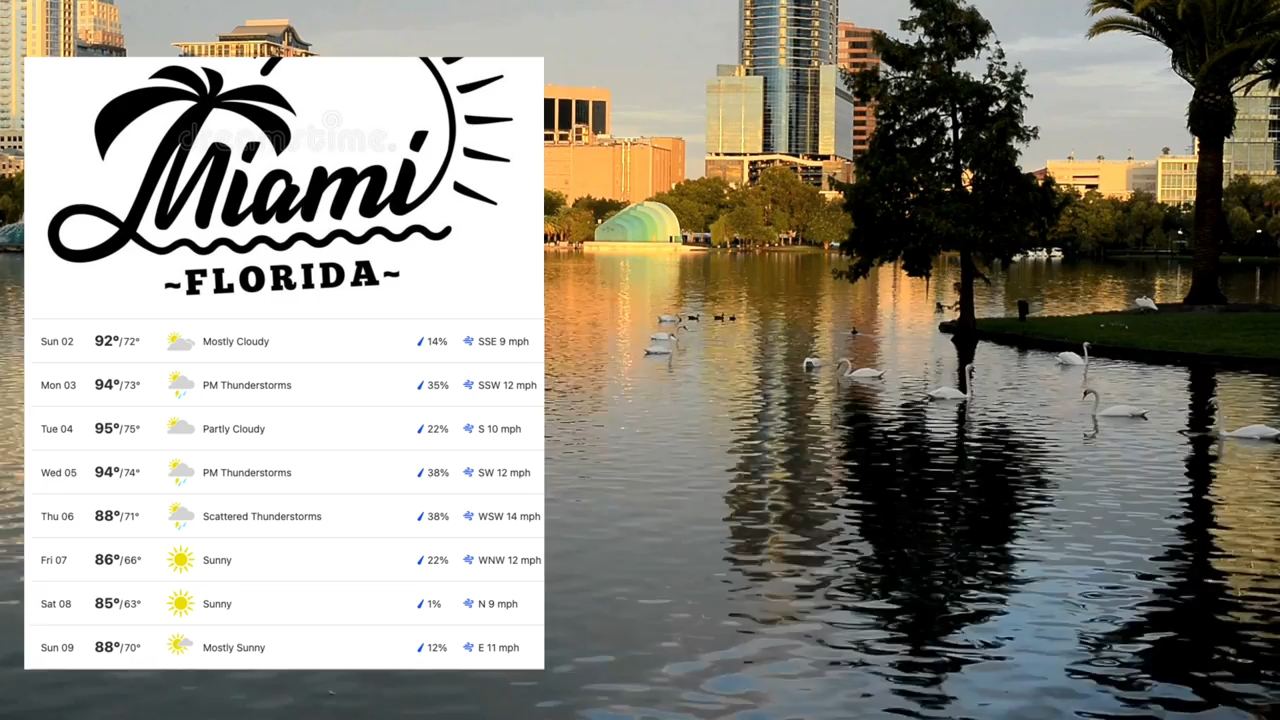 dreamstime.
Miami
~FLORIDA~
Sun 02 92°/72° Mostly Cloudy 14% SSE 9 mph
Mon 03 94°/73° PM Thunderstorms 35% SSW 12 mph
Tue 04 95°/75° Partly Cloudy 22% S 10 mph
Wed 05 94°/74° PM Thunderstorms 38% SW 12 mph
Thu 06 88°/71° Scattered Thunderstorms 38% WSW 14 mph
Fri 07 86°/66° Sunny 22% WNW 12 mph
Sat 08 85°/63° Sunny 1% N 9 mph
Sun 09 88°/70° Mostly Sunny 12% E 11 mph